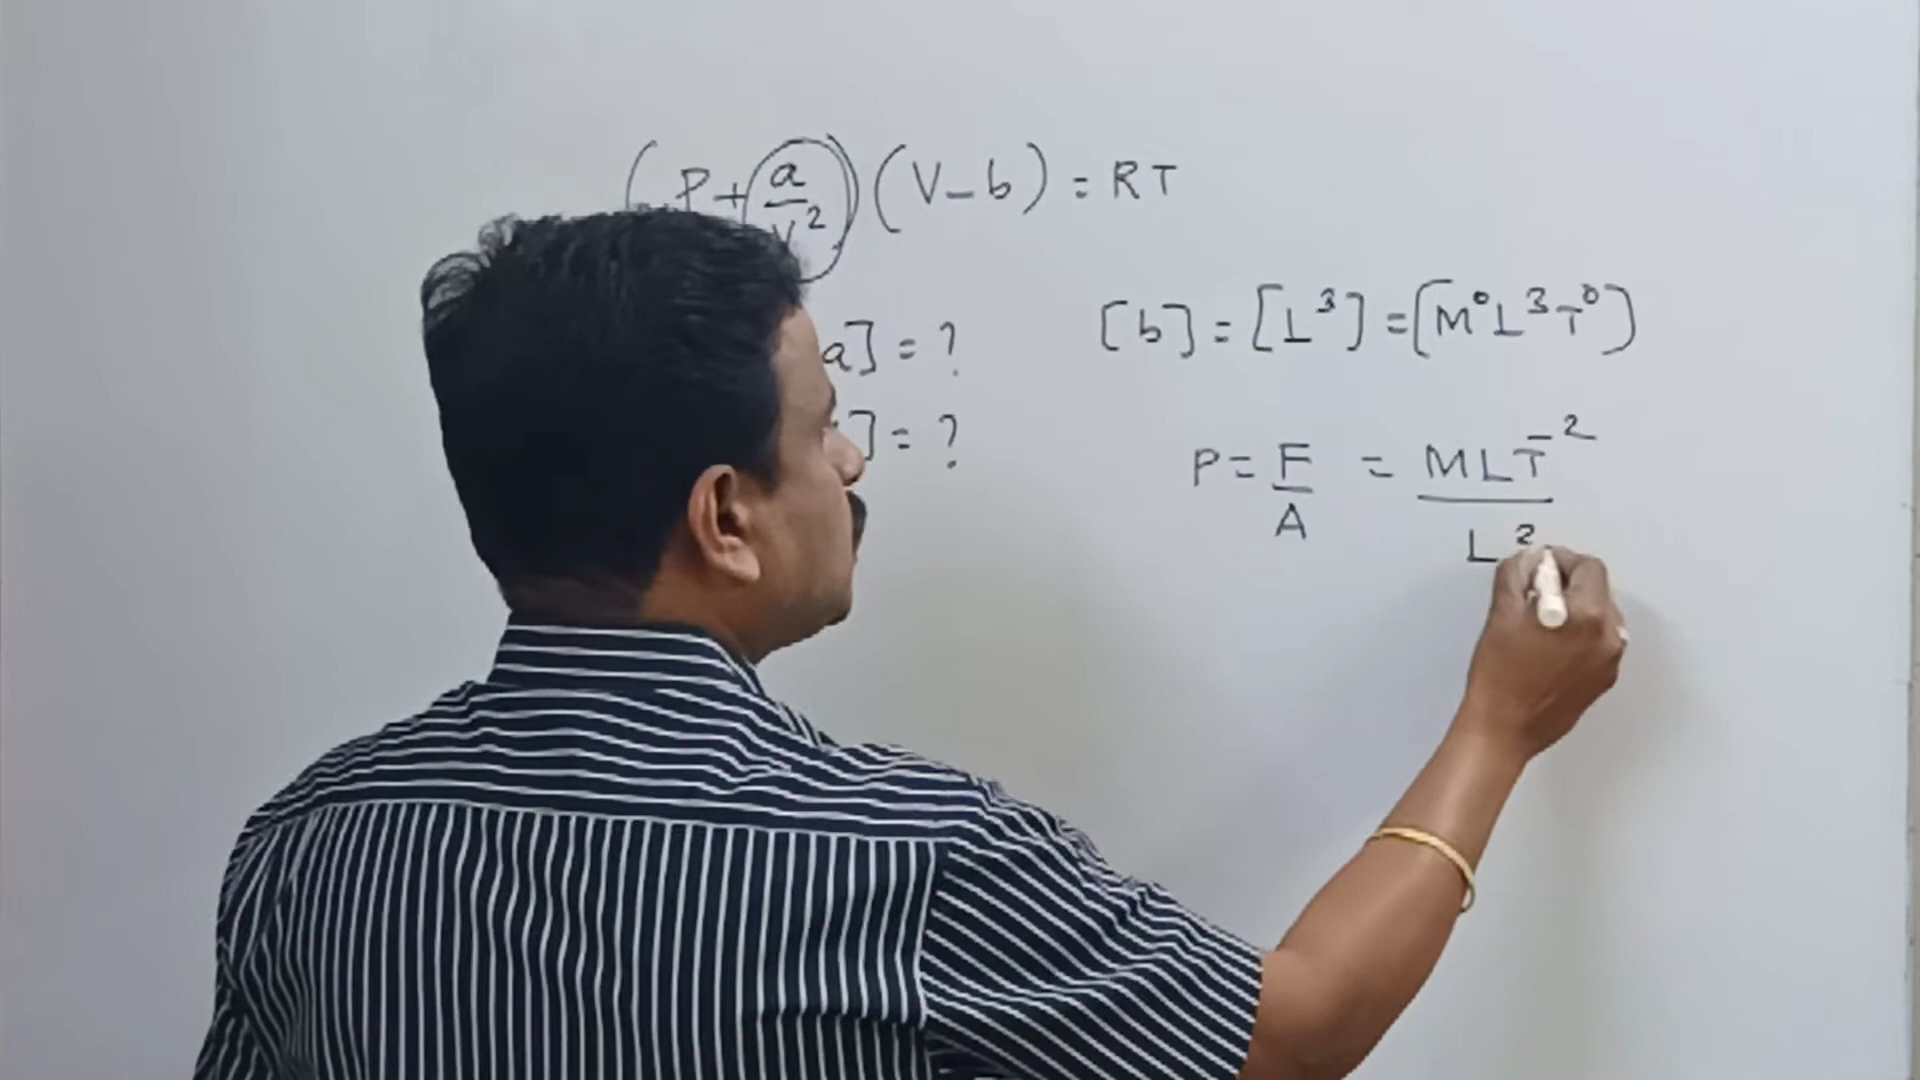 (P+a/V²)(V-b)=RT
a]=?
]=?
[b]=[L³]=[M⁰L³T⁰]
P=F/A=MLT⁻²/L²